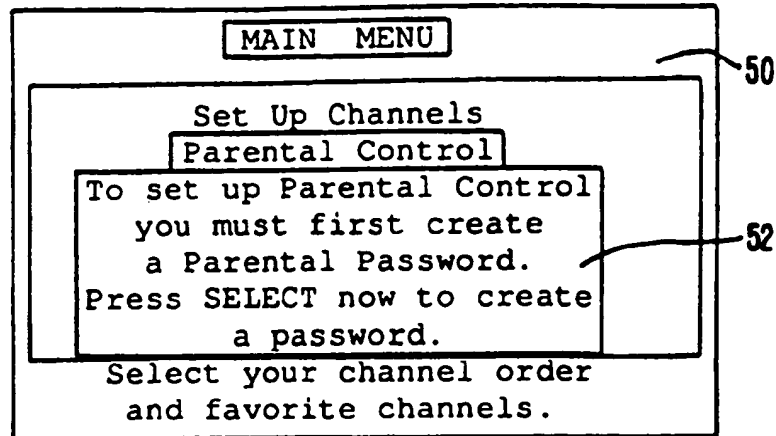 MAIN MENU
50
Set Up Channels
Parental Control
To set up Parental Control
you must first create
a Parental Password.
52
Press SELECT now to create
a password.
Select your channel order
and favorite channels.